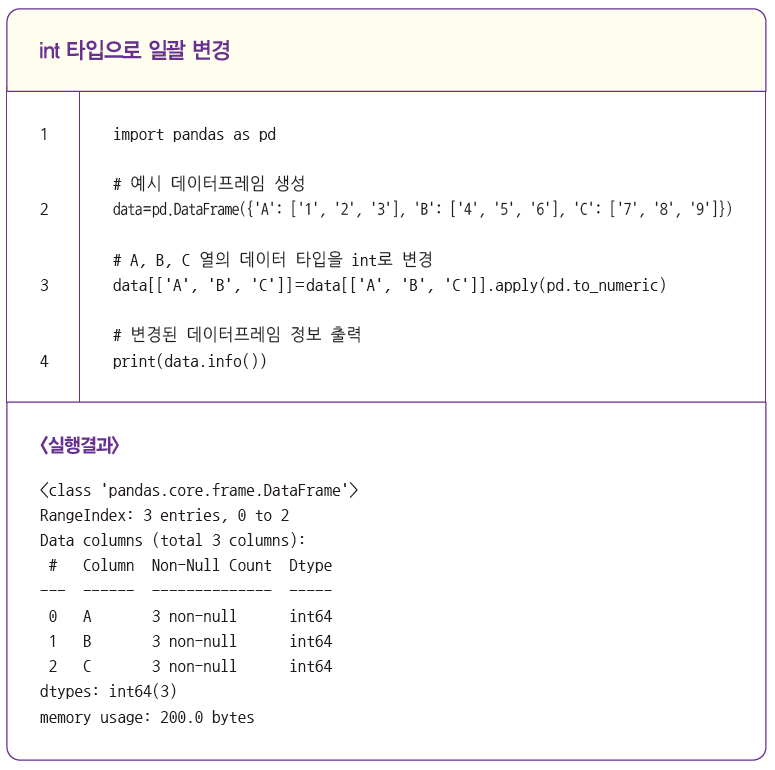 int 타입으로 일괄 변경
1 import pandas as pd
# 예시 데이터프레임 생성
2 data=pd.DataFrame({'A': ['1', '2', '3'], 'B': ['4', '5', '6'], 'C': ['7', '8', '9']})
# A, B, C 열의 데이터 타입을 int로 변경
3 data[['A', 'B', 'C']]=data[['A', 'B', 'C']].apply(pd.to_numeric)
# 변경된 데이터프레임 정보 출력
4 print(data.info())
〈실행결과〉
<class 'pandas.core.frame.DataFrame'>
RangeIndex: 3 entries, 0 to 2
Data columns (total 3 columns):
 #   Column  Non-Null Count  Dtype
---  ------  --------------  -----
 0   A       3 non-null      int64
 1   B       3 non-null      int64
 2   C       3 non-null      int64
dtypes: int64(3)
memory usage: 200.0 bytes